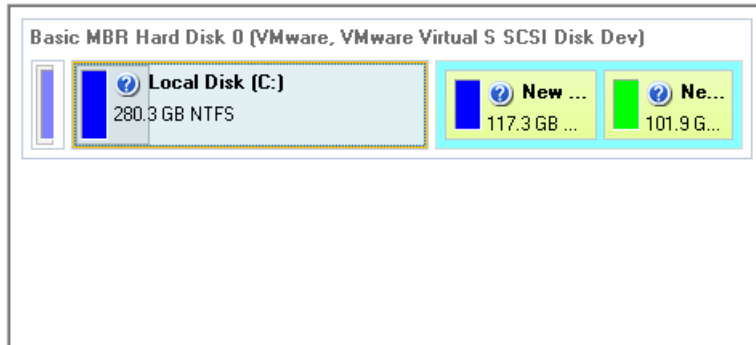 Basic MBR Hard Disk 0 (VMware, VMware Virtual S SCSI Disk Dev)
Local Disk (C:)
280.3 GB NTFS
New ...
117.3 GB ...
Ne...
101.9 G...